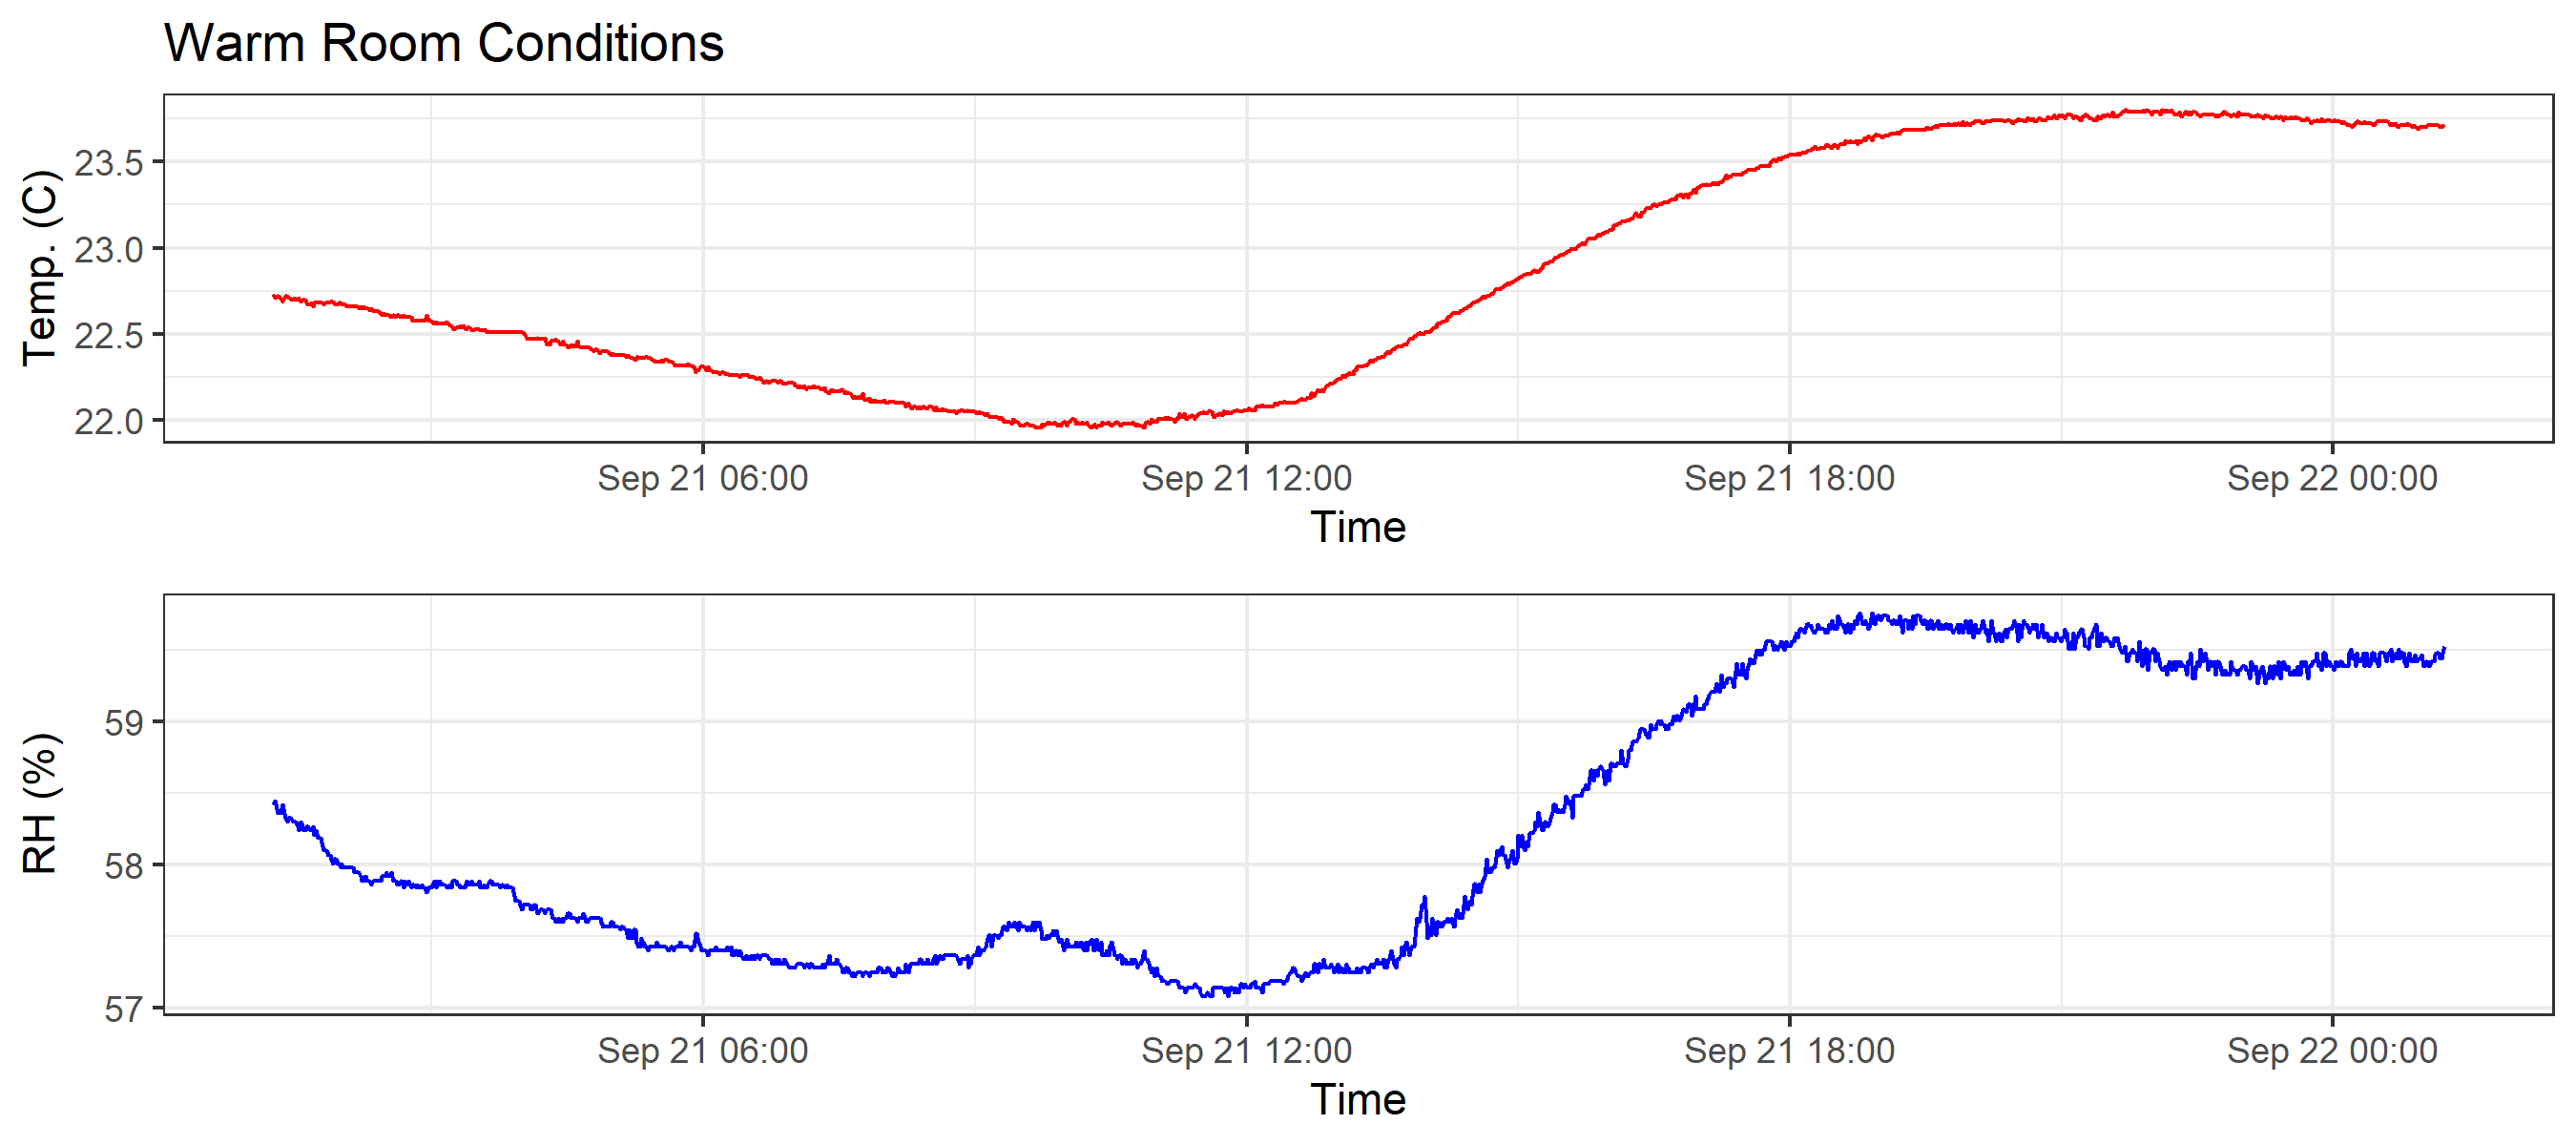 Warm Room Conditions
Temp. (C)
23.5
23.0
22.5
22.0
Sep 21 06:00 Sep 21 12:00 Sep 21 18:00 Sep 22 00:00
Time
RH (%)
59
58
57
Sep 21 06:00 Sep 21 12:00 Sep 21 18:00 Sep 22 00:00
Time